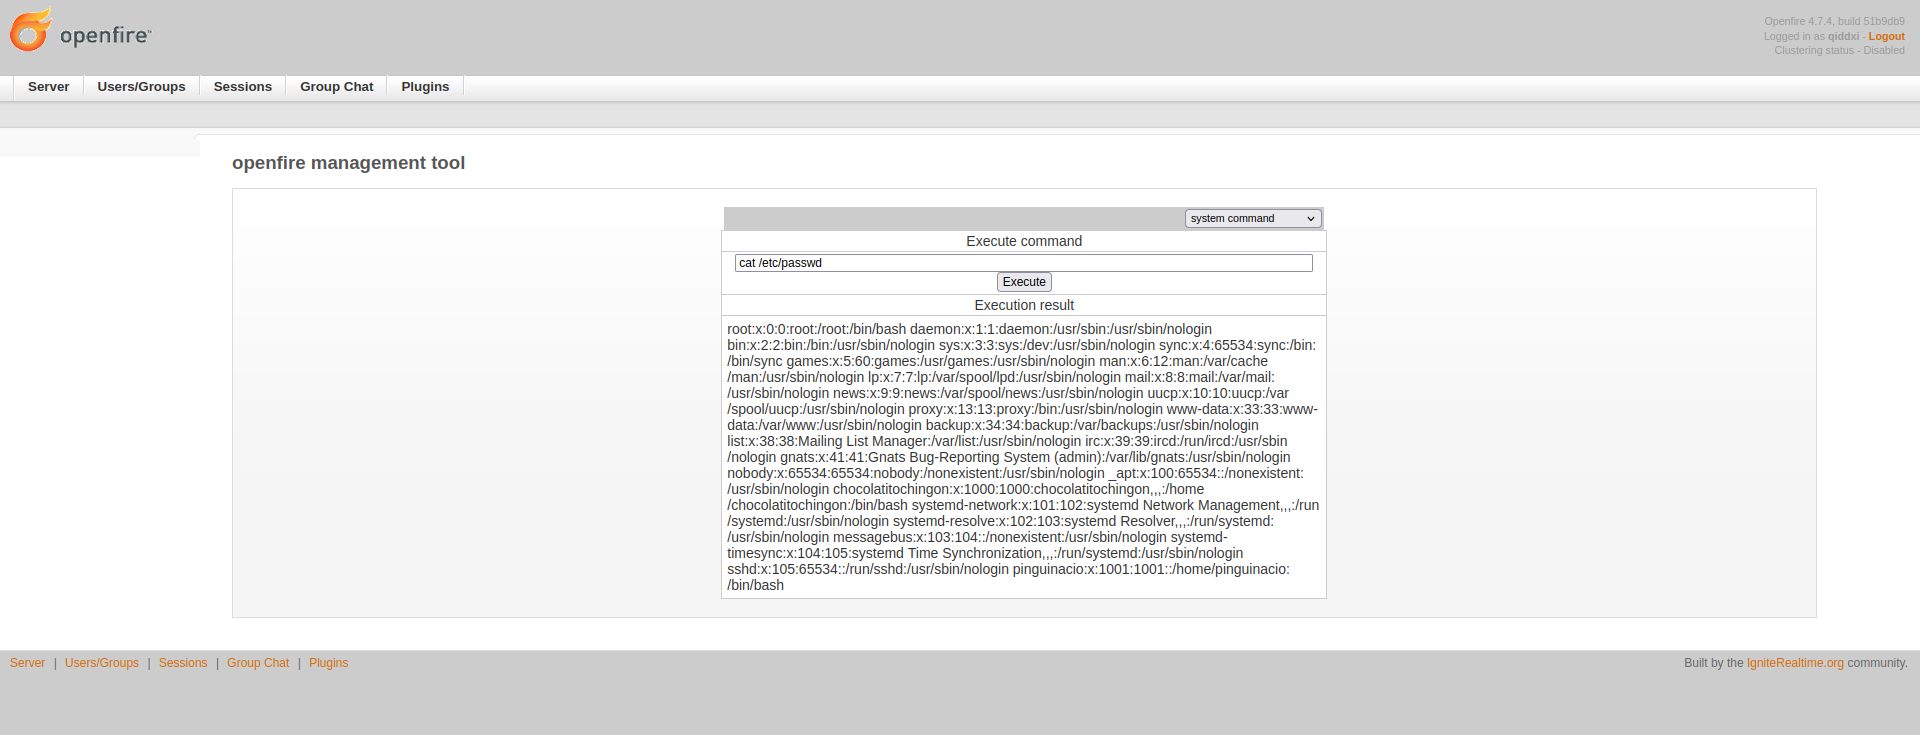 openfire™
Openfire 4.7.4, build 51b9db9
Logged in as qiddxi - Logout
Clustering status - Disabled
Server Users/Groups Sessions Group Chat Plugins
openfire management tool
system command
Execute command
cat /etc/passwd
Execute
Execution result
root:x:0:0:root:/root:/bin/bash daemon:x:1:1:daemon:/usr/sbin:/usr/sbin/nologin
bin:x:2:2:bin:/bin:/usr/sbin/nologin sys:x:3:3:sys:/dev:/usr/sbin/nologin sync:x:4:65534:sync:/bin:
/bin/sync games:x:5:60:games:/usr/games:/usr/sbin/nologin man:x:6:12:man:/var/cache
/man:/usr/sbin/nologin lp:x:7:7:lp:/var/spool/lpd:/usr/sbin/nologin mail:x:8:8:mail:/var/mail:
/usr/sbin/nologin news:x:9:9:news:/var/spool/news:/usr/sbin/nologin uucp:x:10:10:uucp:/var
/spool/uucp:/usr/sbin/nologin proxy:x:13:13:proxy:/bin:/usr/sbin/nologin www-data:x:33:33:www-
data:/var/www:/usr/sbin/nologin backup:x:34:34:backup:/var/backups:/usr/sbin/nologin
list:x:38:38:Mailing List Manager:/var/list:/usr/sbin/nologin irc:x:39:39:ircd:/run/ircd:/usr/sbin
/nologin gnats:x:41:41:Gnats Bug-Reporting System (admin):/var/lib/gnats:/usr/sbin/nologin
nobody:x:65534:65534:nobody:/nonexistent:/usr/sbin/nologin _apt:x:100:65534::/nonexistent:
/usr/sbin/nologin chocolatitochingon:x:1000:1000:chocolatitochingon,,,:/home
/chocolatitochingon:/bin/bash systemd-network:x:101:102:systemd Network Management,,,:/run
/systemd:/usr/sbin/nologin systemd-resolve:x:102:103:systemd Resolver,,,:/run/systemd:
/usr/sbin/nologin messagebus:x:103:104::/nonexistent:/usr/sbin/nologin systemd-
timesync:x:104:105:systemd Time Synchronization,,,:/run/systemd:/usr/sbin/nologin
sshd:x:105:65534::/run/sshd:/usr/sbin/nologin pinguinacio:x:1001:1001::/home/pinguinacio:
/bin/bash
Server | Users/Groups | Sessions | Group Chat | Plugins
Built by the IgniteRealtime.org community.